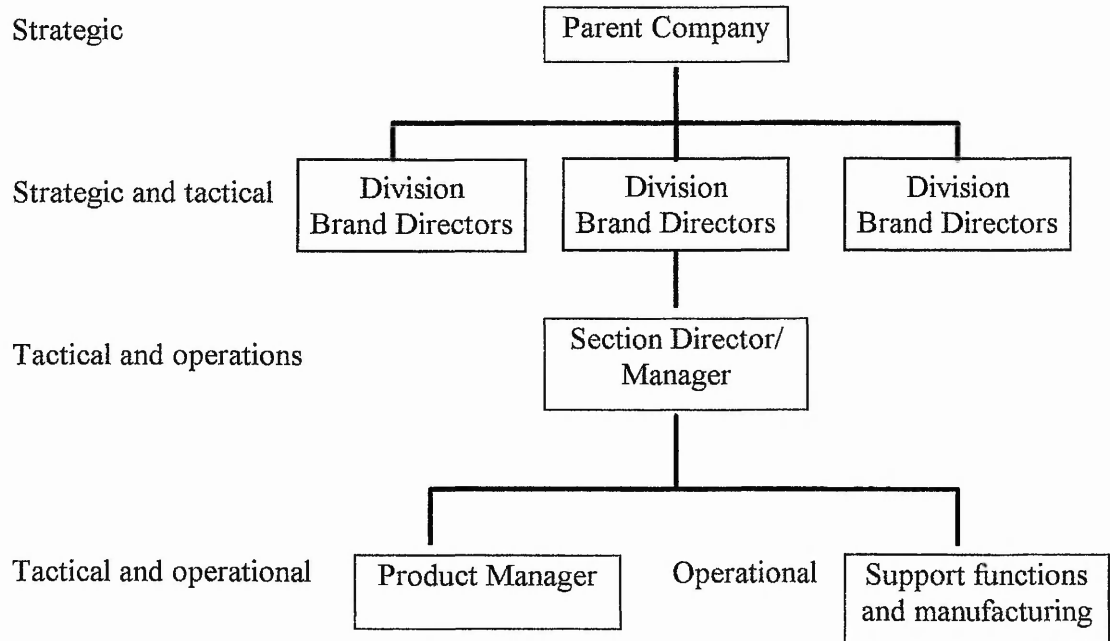 Strategic
Parent Company
Strategic and tactical
Division
Brand Directors
Division
Brand Directors
Division
Brand Directors
Tactical and operations
Section Director/
Manager
Tactical and operational
Product Manager
Operational
Support functions
and manufacturing